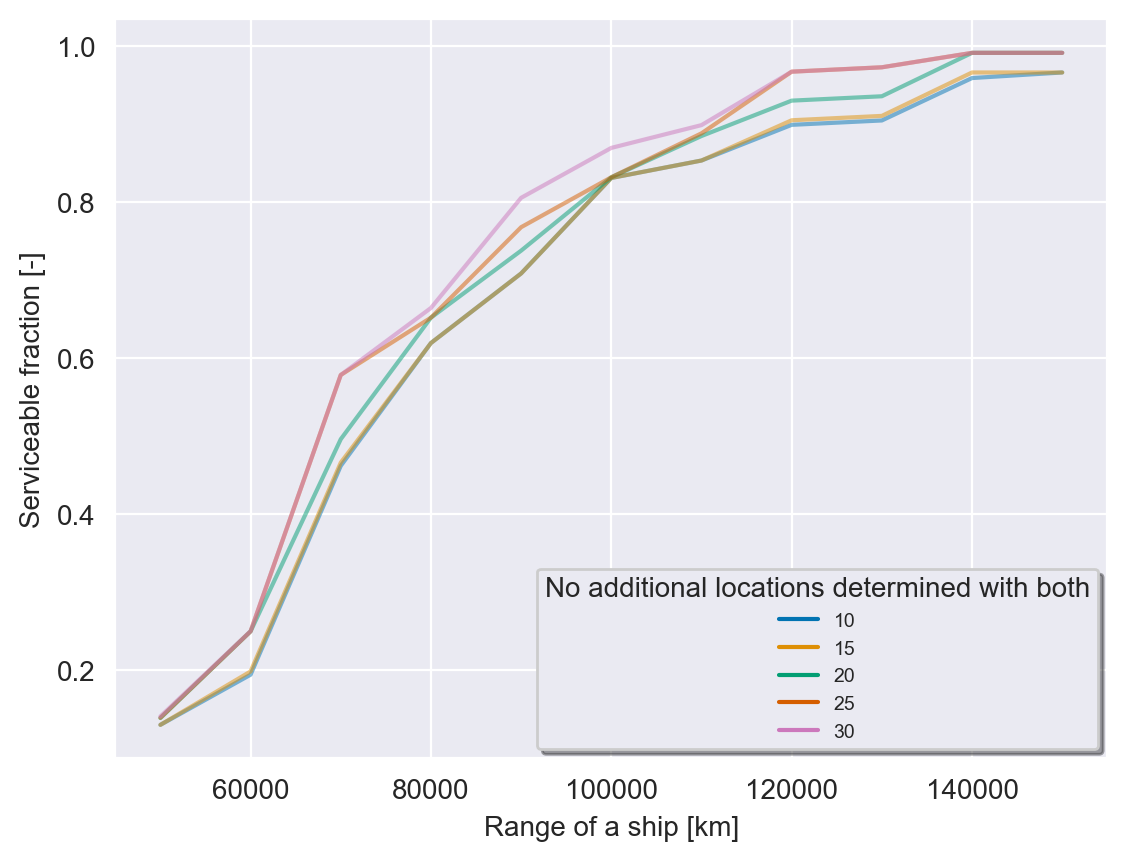 1.0
0.8
0.6
0.4
0.2
Serviceable fraction [-]
No additional locations determined with both
10
15
20
25
30
60000 80000 100000 120000 140000
Range of a ship [km]